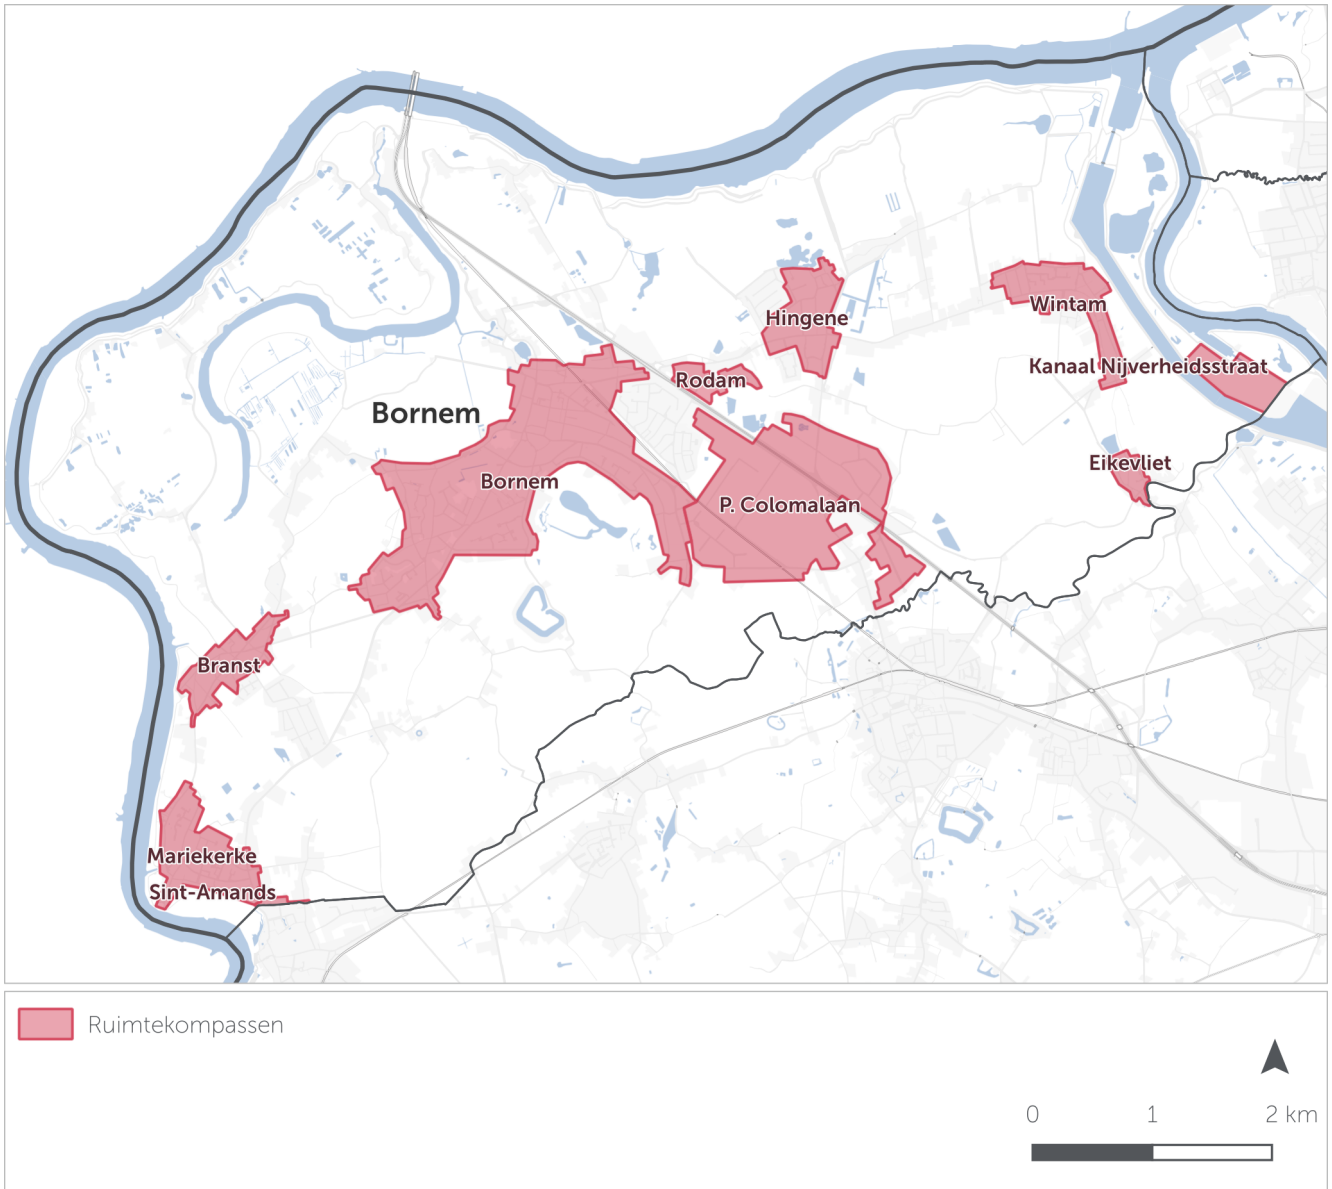 Hingene
Wintam
Kanaal Nijverheidsstraat
Rodam
Bornem
Eikevliet
Bornem
P. Colomalaan
Branst
Mariekerke
Sint-Amands
Ruimtekompassen
0 1 2 km